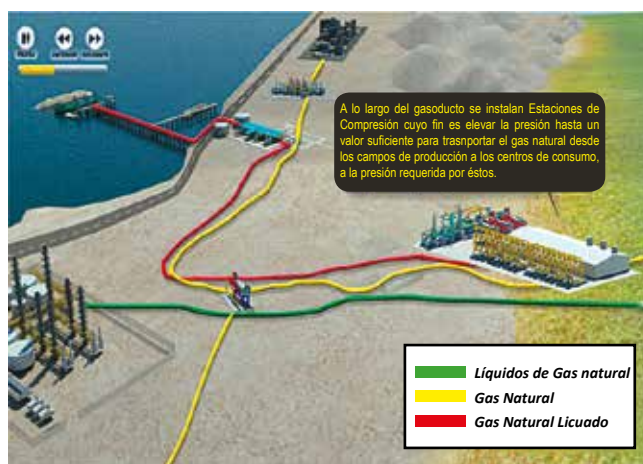 A lo largo del gasoducto se instalan Estaciones de
Compresión cuyo fin es elevar la presión hasta un
valor suficiente para trasnportar el gas natural desde
los campos de producción a los centros de consumo,
a la presión requerida por éstos.
Líquidos de Gas natural
Gas Natural
Gas Natural Licuado